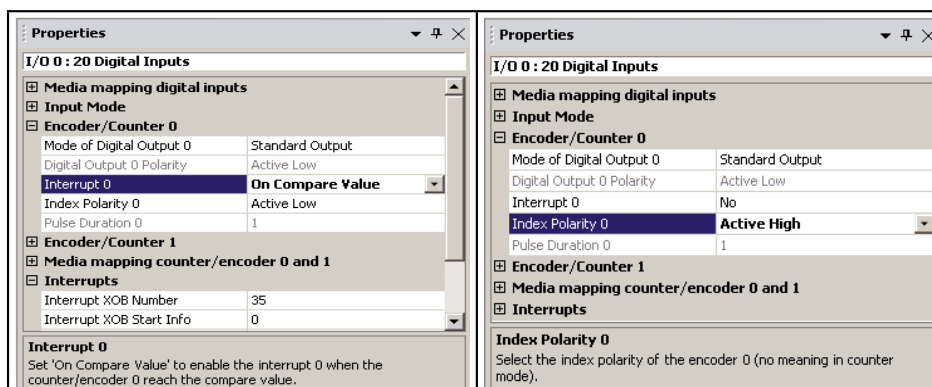 Properties
I/O 0 : 20 Digital Inputs
Media mapping digital inputs
Input Mode
Encoder/Counter 0
Mode of Digital Output 0 Standard Output
Digital Output 0 Polarity Active Low
Interrupt 0 On Compare Value
Index Polarity 0 Active Low
Pulse Duration 0 1
Encoder/Counter 1
Media mapping counter/encoder 0 and 1
Interrupts
Interrupt XOB Number 35
Interrupt XOB Start Info 0
Interrupt 0
Set 'On Compare Value' to enable the interrupt 0 when the
counter/encoder 0 reach the compare value.
Properties
I/O 0 : 20 Digital Inputs
Media mapping digital inputs
Input Mode
Encoder/Counter 0
Mode of Digital Output 0 Standard Output
Digital Output 0 Polarity Active Low
Interrupt 0 No
Index Polarity 0 Active High
Pulse Duration 0 1
Encoder/Counter 1
Media mapping counter/encoder 0 and 1
Interrupts
Index Polarity 0
Select the index polarity of the encoder 0 (no meaning in counter
mode).